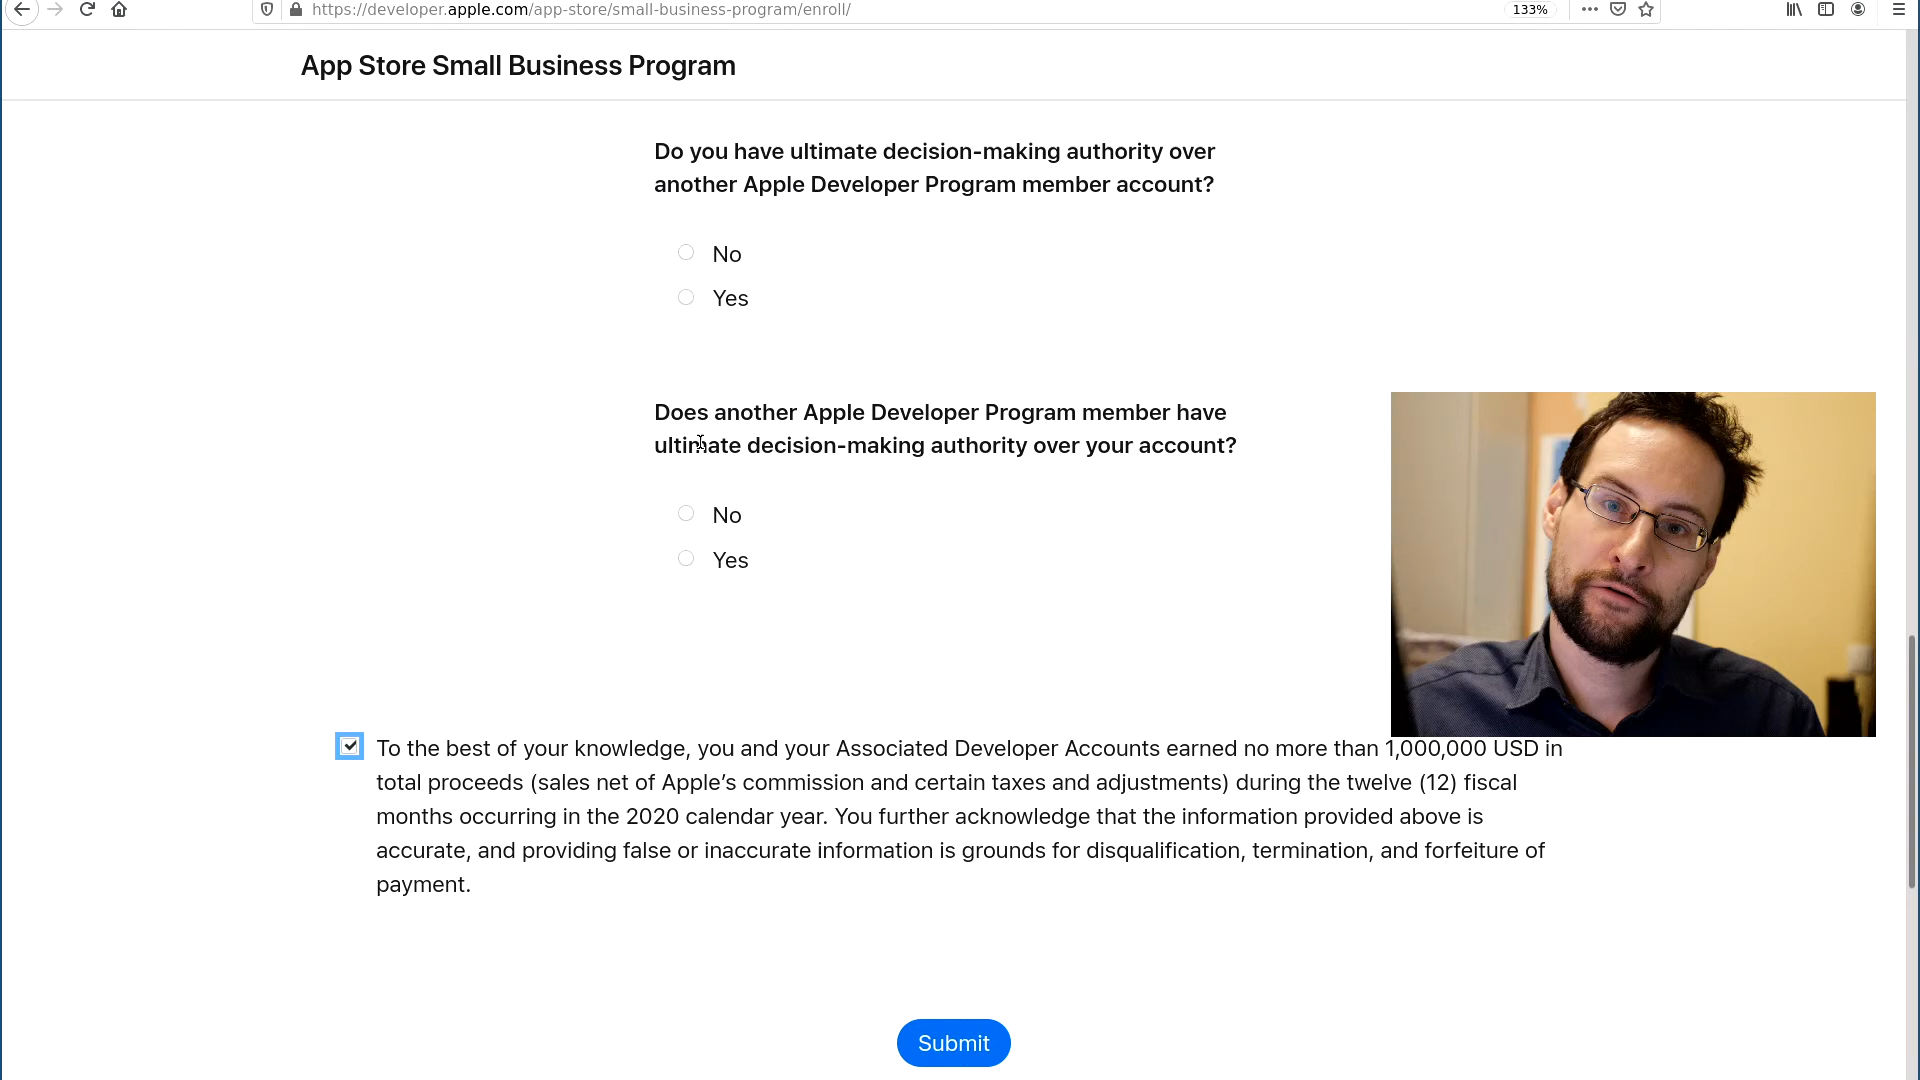 https://developer.apple.com/app-store/small-business-program/enroll/
133%
App Store Small Business Program
Do you have ultimate decision-making authority over
another Apple Developer Program member account?
No
Yes
Does another Apple Developer Program member have
ultimate decision-making authority over your account?
No
Yes
To the best of your knowledge, you and your Associated Developer Accounts earned no more than 1,000,000 USD in
total proceeds (sales net of Apple’s commission and certain taxes and adjustments) during the twelve (12) fiscal
months occurring in the 2020 calendar year. You further acknowledge that the information provided above is
accurate, and providing false or inaccurate information is grounds for disqualification, termination, and forfeiture of
payment.
Submit